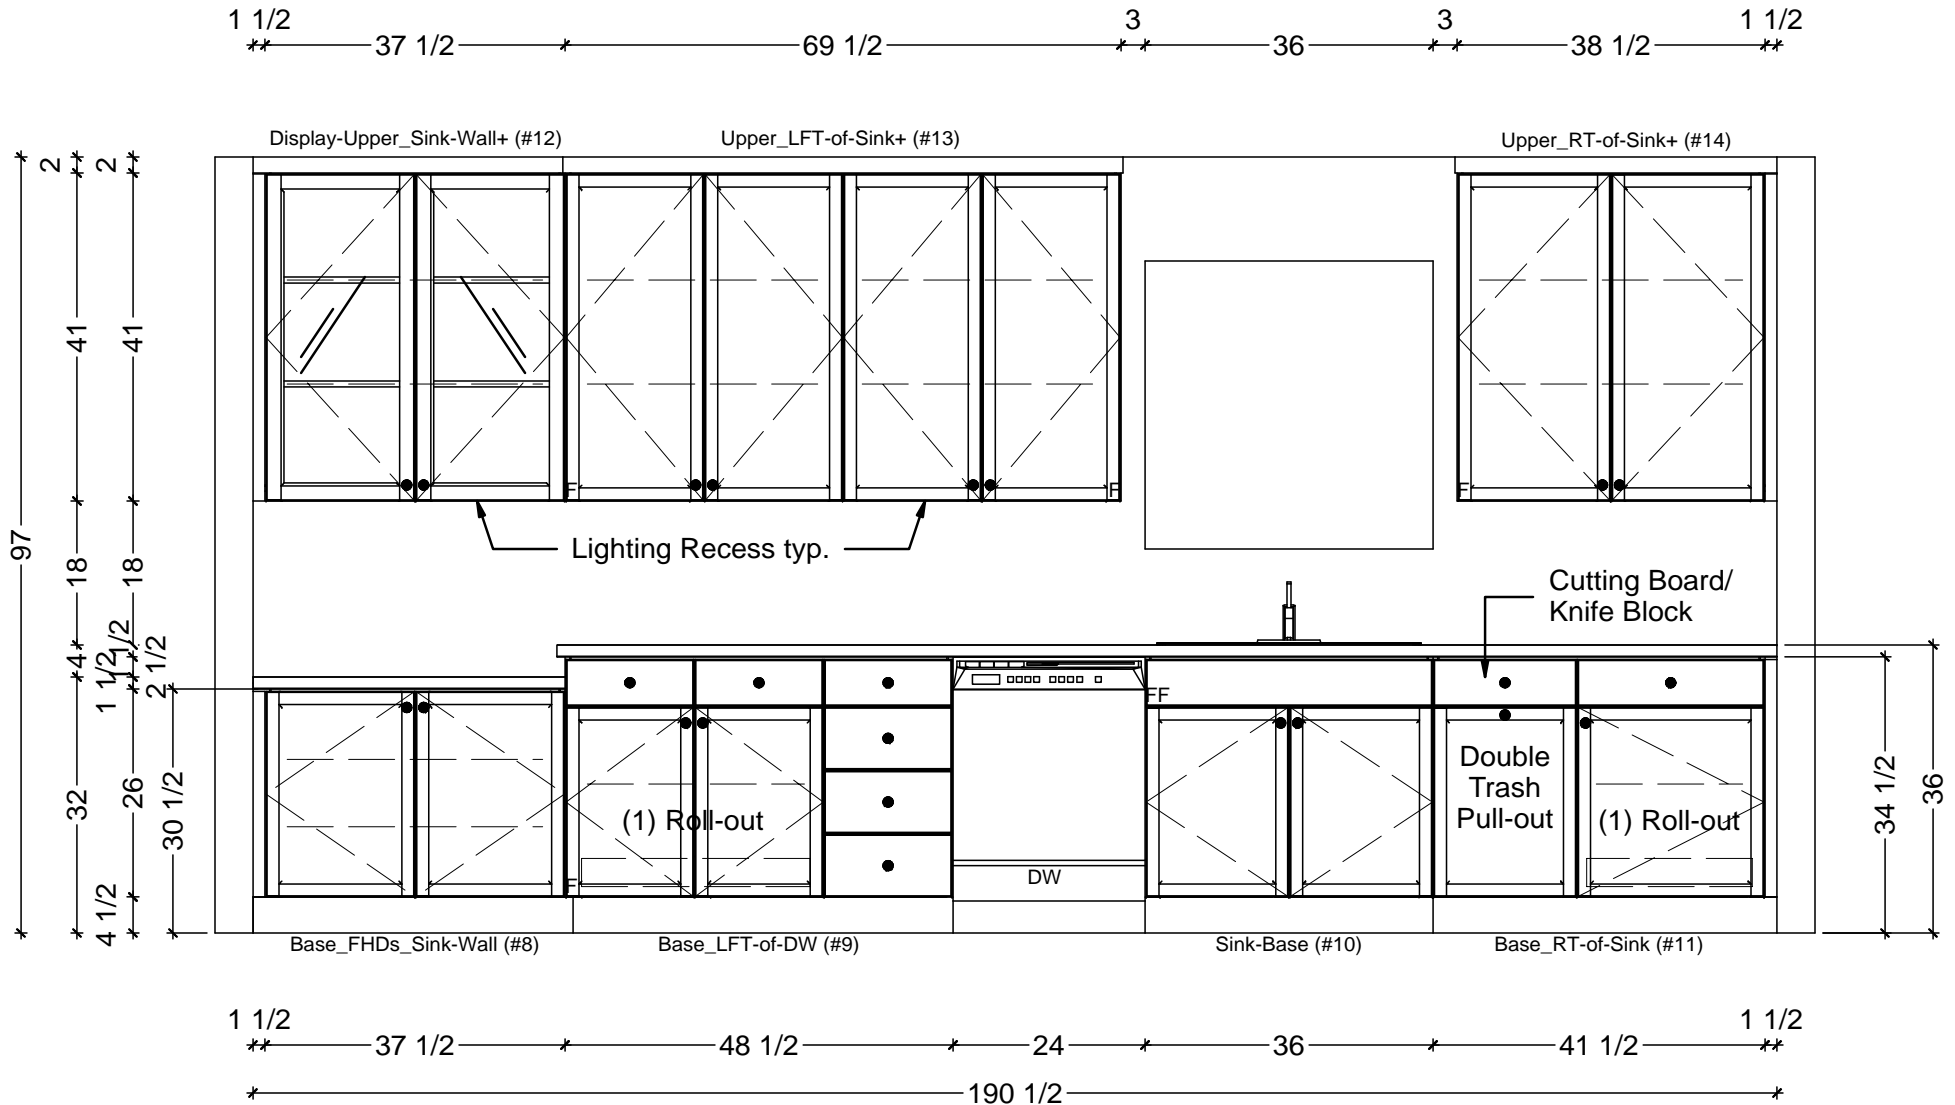 1 1/2
3
3
1 1/2
37 1/2
69 1/2
36
38 1/2
Display-Upper_Sink-Wall+ (#12)
Upper_LFT-of-Sink+ (#13)
Upper_RT-of-Sink+ (#14)
2
2
41
41
97
18
18
4
1 1/2
1 1/2
2 1/2
32
26
30 1/2
4 1/2
F
F
F
Lighting Recess typ.
Cutting Board/
Knife Block
FF
Double
Trash
Pull-out
(1) Roll-out
(1) Roll-out
F
DW
34 1/2
36
Base_FHDs_Sink-Wall (#8)
Base_LFT-of-DW (#9)
Sink-Base (#10)
Base_RT-of-Sink (#11)
1 1/2
1 1/2
37 1/2
48 1/2
24
36
41 1/2
190 1/2